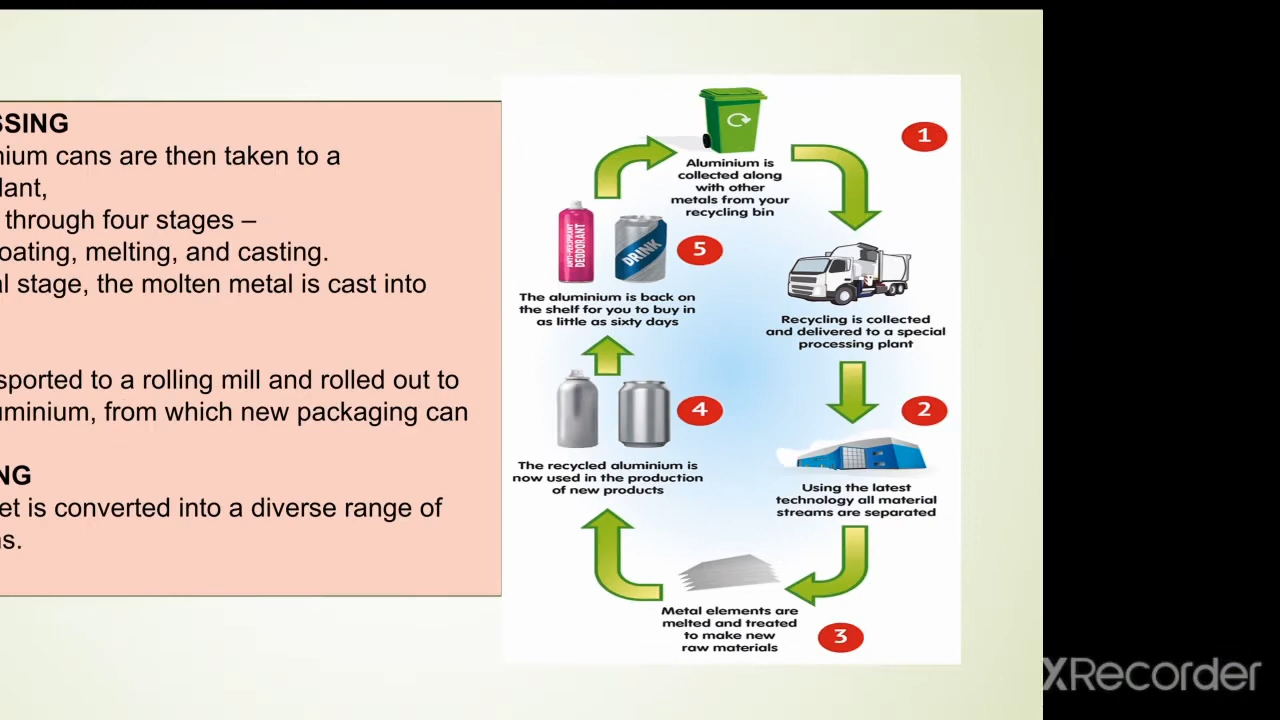 SSING
nium cans are then taken to a
lant,
through four stages –
oating, melting, and casting.
l stage, the molten metal is cast into
sported to a rolling mill and rolled out to
uminium, from which new packaging can
NG
et is converted into a diverse range of
s.
1
Aluminium is
collected along
with other
metals from your
recycling bin
ANTI-PERSPIRANT
DEODORANT
DRINK
5
The aluminium is back on
the shelf for you to buy in
as little as sixty days
Recycling is collected
and delivered to a special
processing plant
4
2
The recycled aluminium is
now used in the production
of new products
Using the latest
technology all material
streams are separated
Metal elements are
melted and treated
to make new
raw materials
3
XRecorder